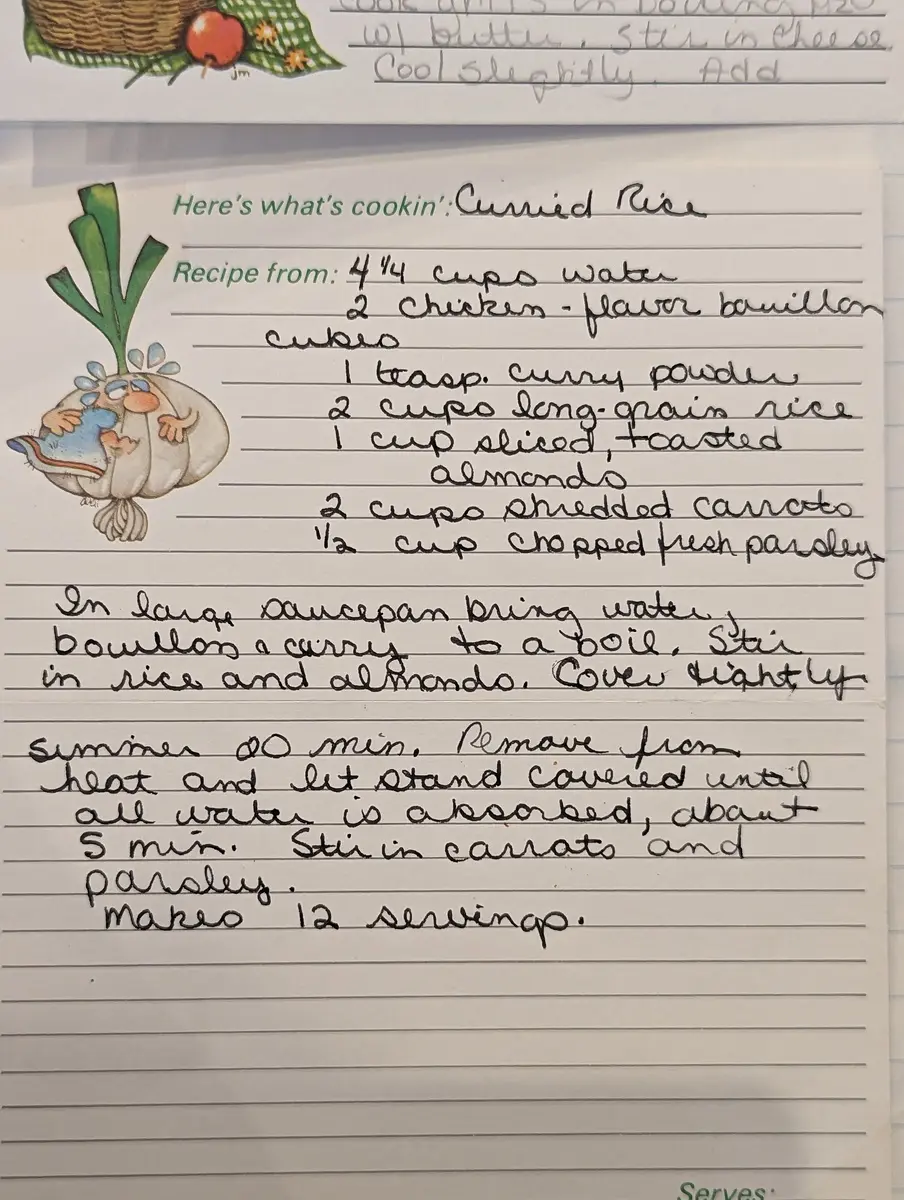 w/ butter. Stir in cheese.
Cool slightly. Add
jm
Here's what's cookin': Curried Rice
Recipe from: 4 1/4 cups water
2 chicken-flavor bouillon
cubes
1 teasp. curry powder
2 cups long-grain rice
1 cup sliced, toasted
almonds
2 cups shredded carrots
1/2 cup chopped fresh parsley
In large saucepan bring water,
bouillon & curry to a boil. Stir
in rice and almonds. Cover tightly
simmer 20 min. Remove from
heat and let stand covered until
all water is absorbed, about
5 min. Stir in carrots and
parsley.
Makes 12 servings.
Serves: